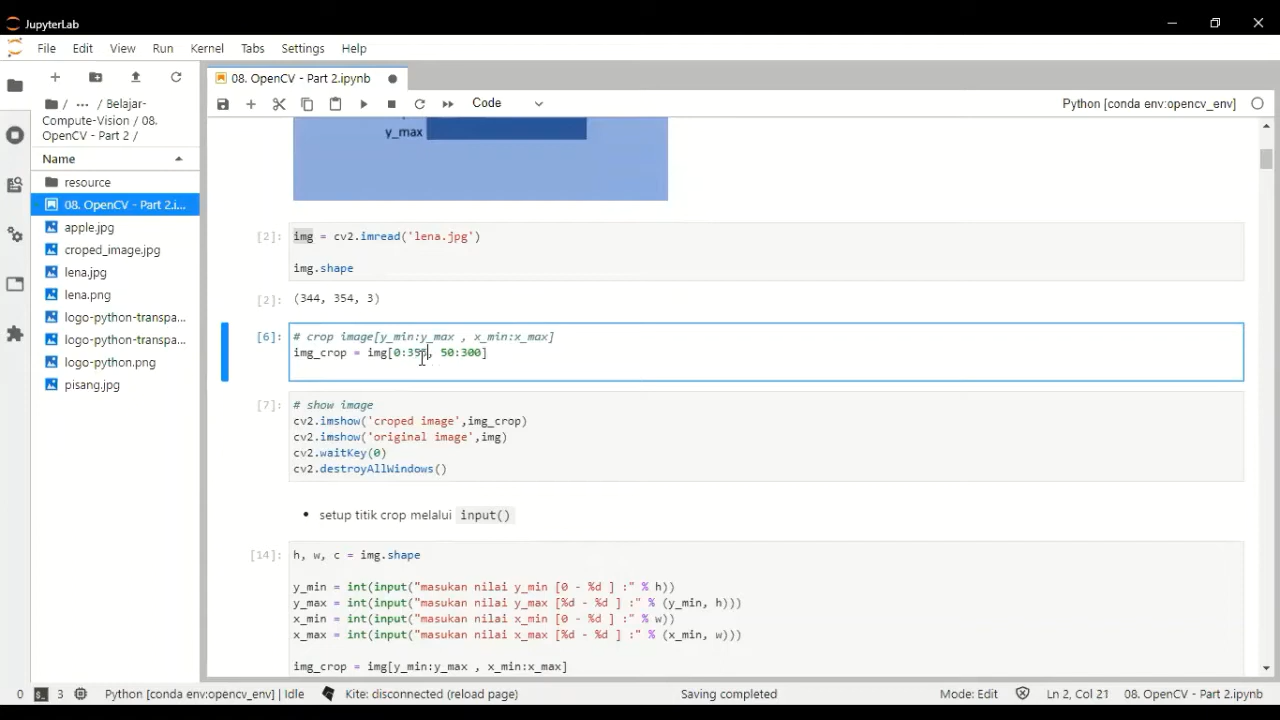 JupyterLab
File Edit View Run Kernel Tabs Settings Help
08. OpenCV - Part 2.ipynb
/ ... / Belajar-
Compute-Vision / 08.
OpenCV - Part 2 /
Code
Python [conda env:opencv_env]
Name
resource
08. OpenCV - Part 2.i...
apple.jpg
croped_image.jpg
lena.jpg
lena.png
logo-python-transpa...
logo-python-transpa...
logo-python.png
pisang.jpg
y_max
[2]: img = cv2.imread('lena.jpg')
img.shape
[2]: (344, 354, 3)
[6]: # crop image[y_min:y_max , x_min:x_max]
img_crop = img[0:350, 50:300]
[7]: # show image
cv2.imshow('croped image',img_crop)
cv2.imshow('original image',img)
cv2.waitKey(0)
cv2.destroyAllWindows()
• setup titik crop melalui input()
[14]: h, w, c = img.shape
y_min = int(input("masukan nilai y_min [0 - %d ] :" % h))
y_max = int(input("masukan nilai y_max [%d - %d ] :" % (y_min, h)))
x_min = int(input("masukan nilai x_min [0 - %d ] :" % w))
x_max = int(input("masukan nilai x_max [%d - %d ] :" % (x_min, w)))
img_crop = img[y_min:y_max , x_min:x_max]
0 3 Python [conda env:opencv_env] | Idle Kite: disconnected (reload page) Saving completed Mode: Edit Ln 2, Col 21 08. OpenCV - Part 2.ipynb